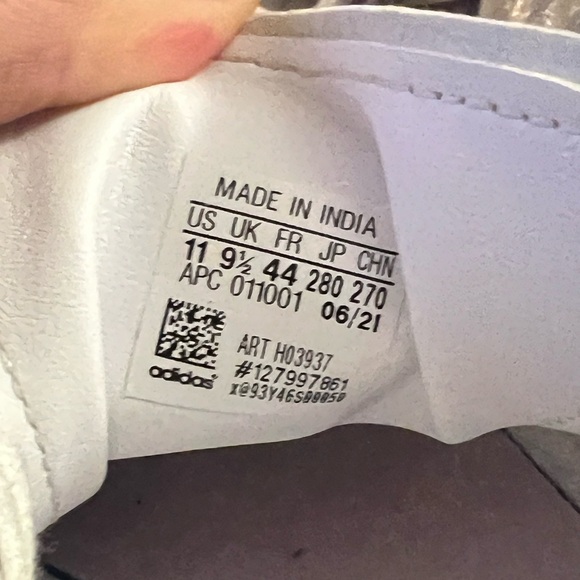 MADE IN INDIA
US UK FR JP CHN
11 9½ 44 280 270
APC 011001 06/21
ART H03937
#127997861
adidas